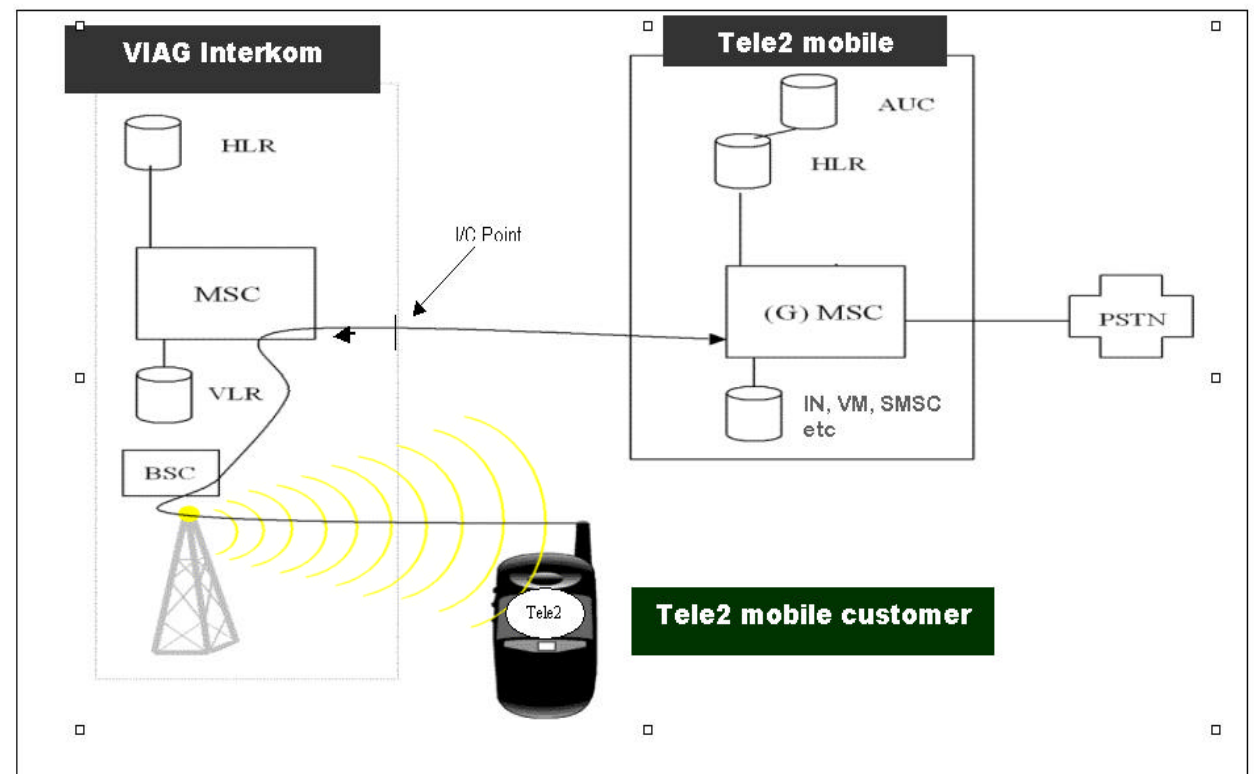 VIAG Interkom
Tele2 mobile
AUC
HLR
HLR
I/C Point
MSC
(G) MSC
PSTN
VLR
IN, VM, SMSC
etc
BSC
Tele2
Tele2 mobile customer